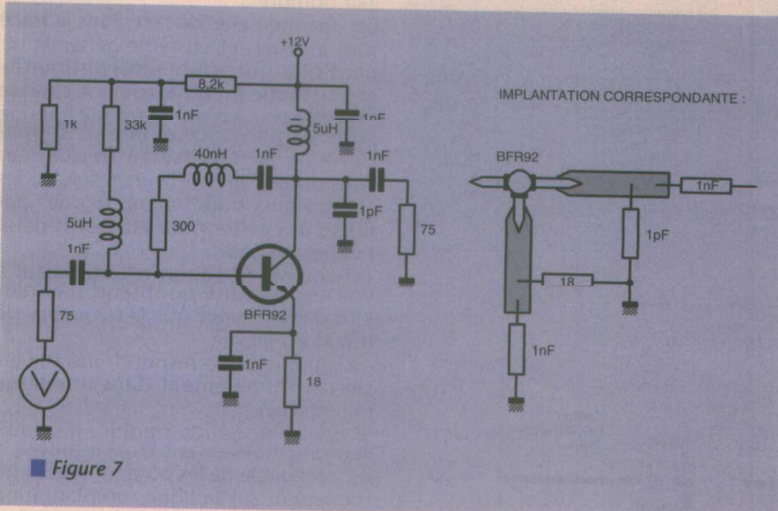 +12V
8.2k
1k
33k
1nF
5uH
1nF
40nH
1nF
1nF
5uH
1nF
300
1pF
75
BFR92
75
1nF
18
V
Figure 7
IMPLANTATION CORRESPONDANTE :
BFR92
1nF
1pF
18
1nF